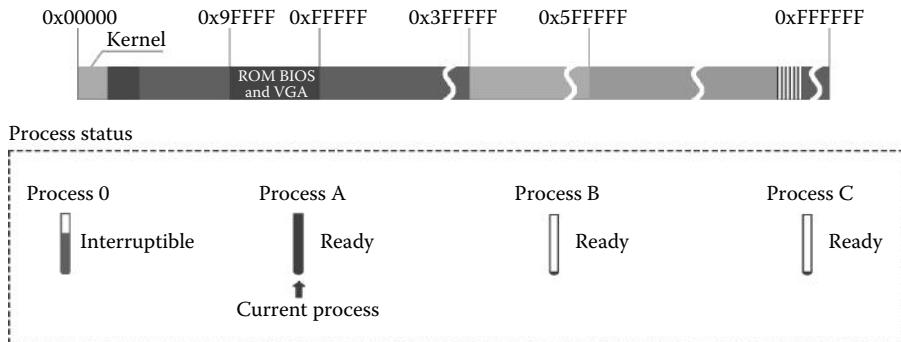 0x00000 0x9FFFF 0xFFFFF 0x3FFFFF 0x5FFFFF 0xFFFFFF
Kernel
ROM BIOS
and VGA
Process status
Process 0 Process A Process B Process C
Interruptible Ready Ready Ready
Current process